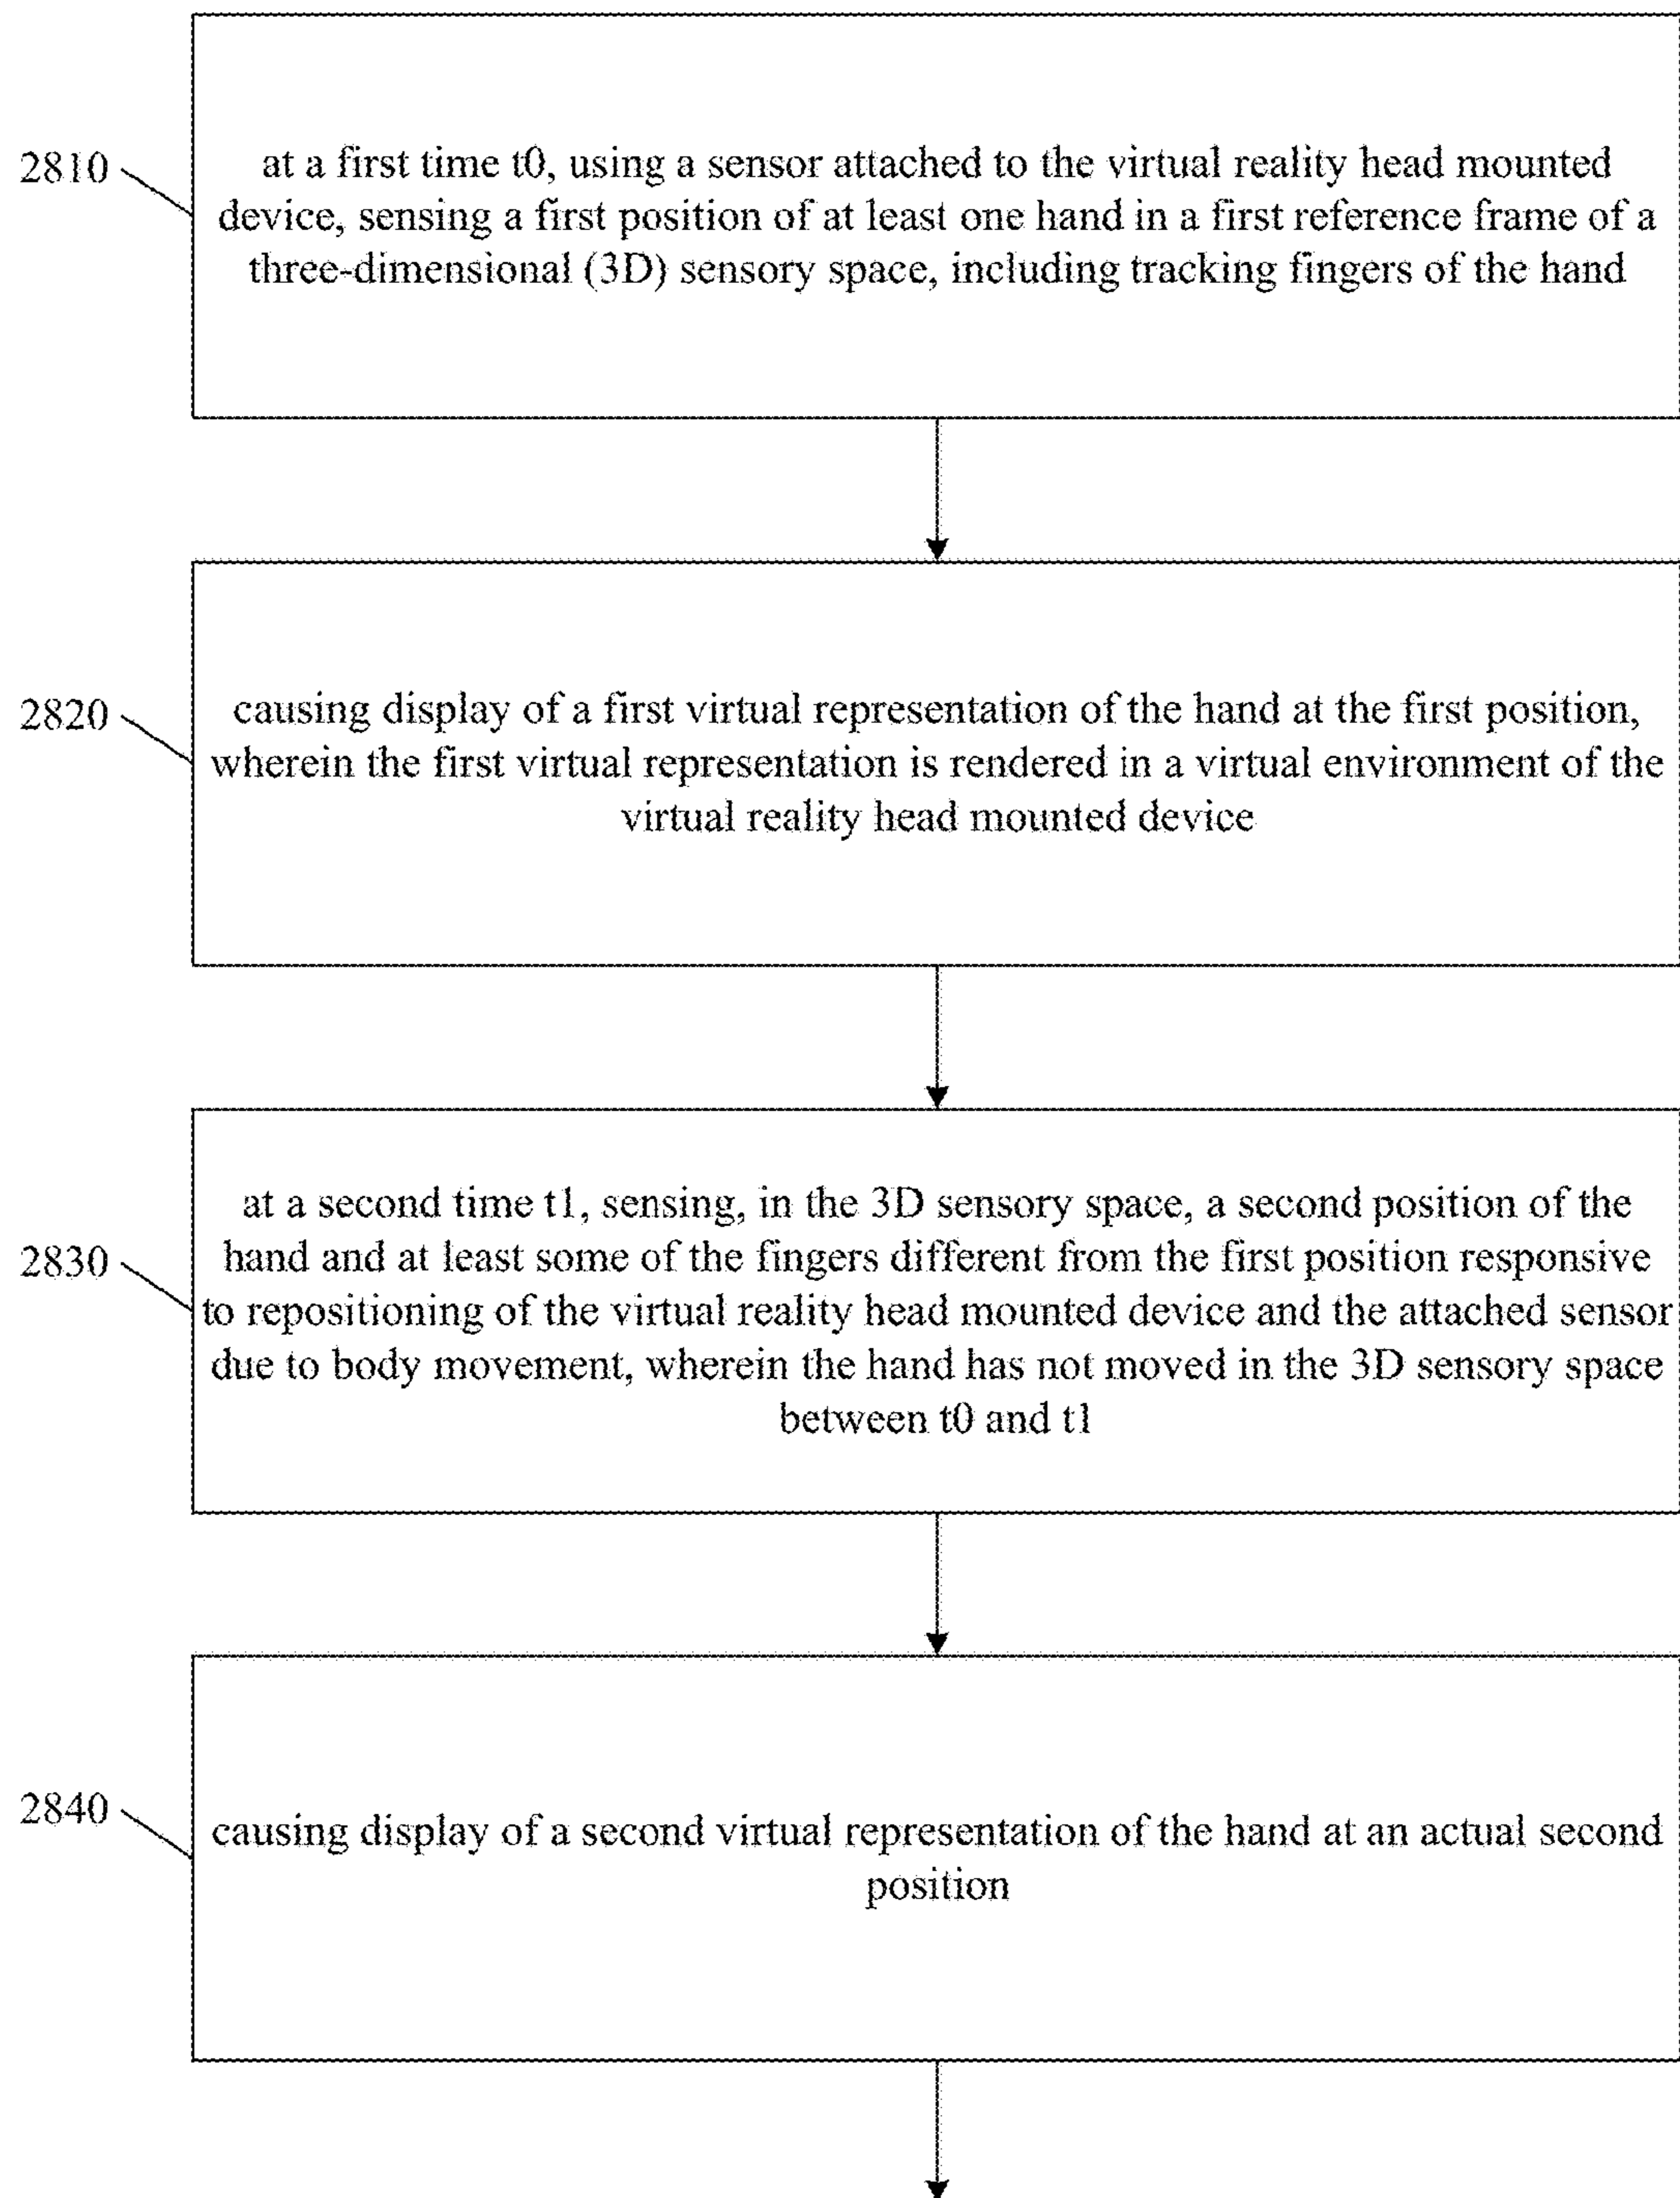 2810
at a first time t0, using a sensor attached to the virtual reality head mounted
device, sensing a first position of at least one hand in a first reference frame of a
three-dimensional (3D) sensory space, including tracking fingers of the hand
2820
causing display of a first virtual representation of the hand at the first position,
wherein the first virtual representation is rendered in a virtual environment of the
virtual reality head mounted device
2830
at a second time t1, sensing, in the 3D sensory space, a second position of the
hand and at least some of the fingers different from the first position responsive
to repositioning of the virtual reality head mounted device and the attached sensor
due to body movement, wherein the hand has not moved in the 3D sensory space
between t0 and t1
2840
causing display of a second virtual representation of the hand at an actual second
position